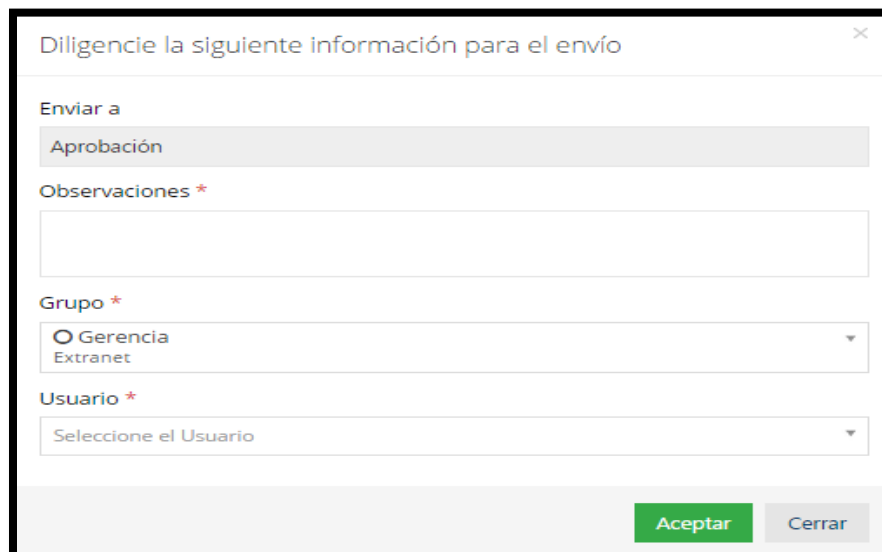 Diligencie la siguiente información para el envío
Enviar a
Aprobación
Observaciones *
Grupo *
Gerencia
Extranet
Usuario *
Seleccione el Usuario
Aceptar Cerrar